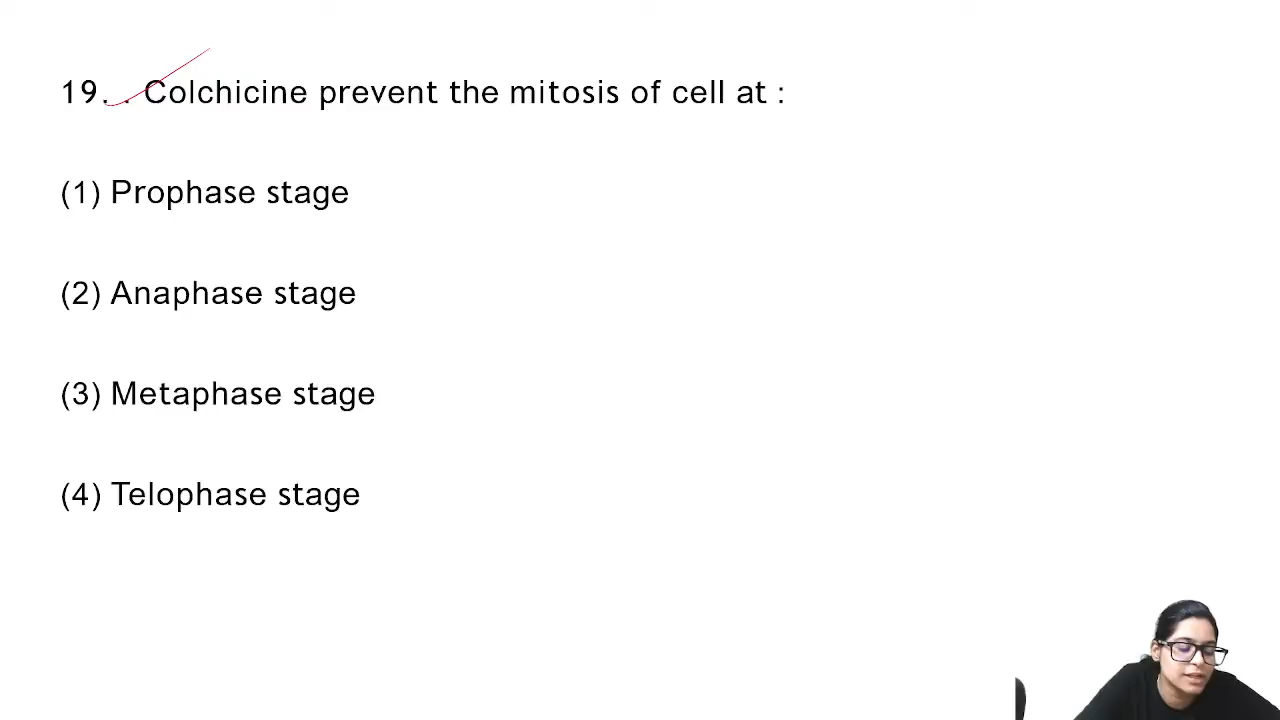 19. . Colchicine prevent the mitosis of cell at :
(1) Prophase stage
(2) Anaphase stage
(3) Metaphase stage
(4) Telophase stage